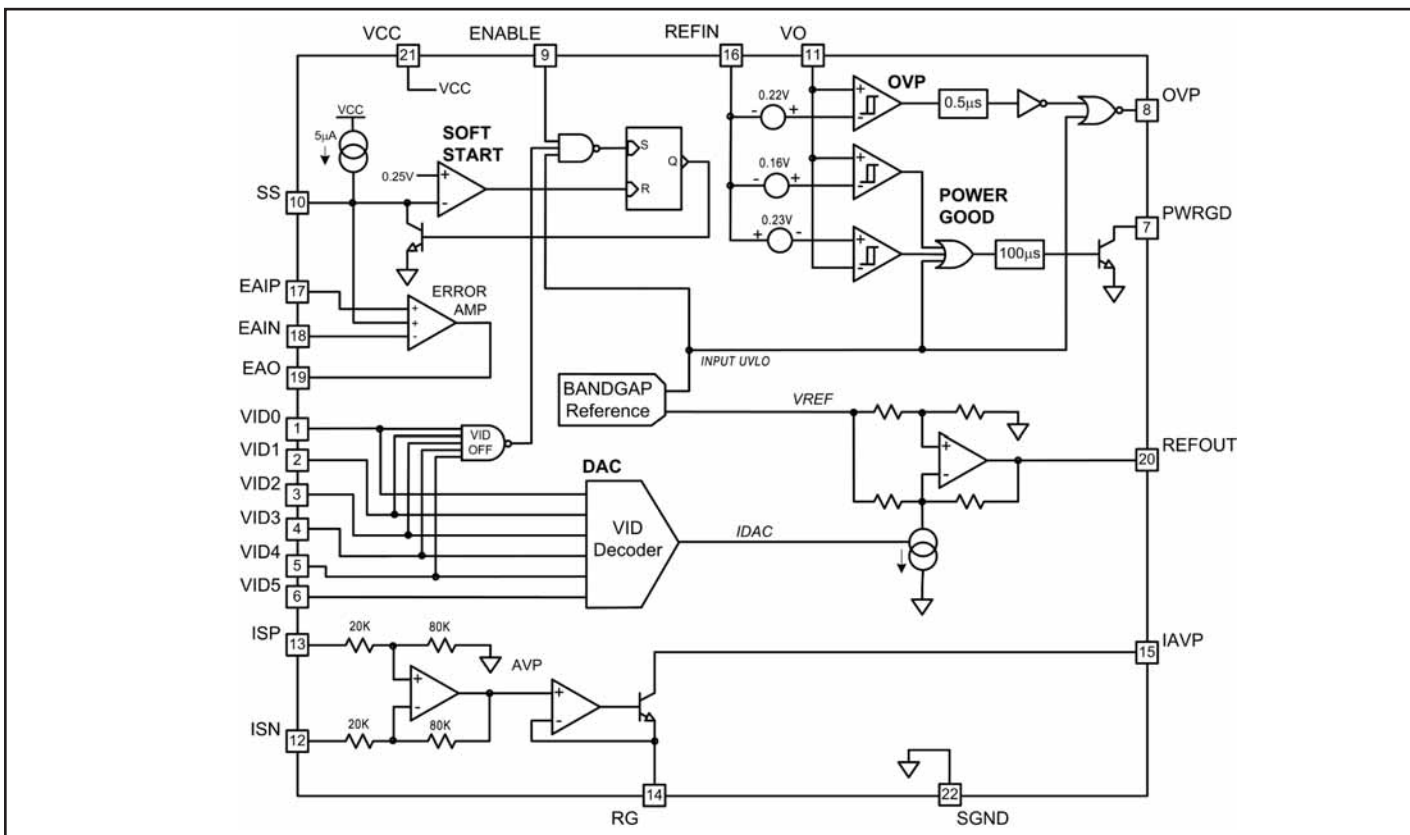 VCC
ENABLE
REFIN
VO
21
9
16
11
VCC
OVP
0.22V
- +
+
-
0.5µs
8
OVP
VCC
5µA
SOFT
START
0.25V
+
-
S
Q
R
0.16V
- +
+
-
POWER
GOOD
SS
10
0.23V
+ -
+
-
100µs
7
PWRGD
EAIP
17
ERROR
AMP
+
+
-
EAIN
18
EAO
19
INPUT UVLO
BANDGAP
Reference
VREF
VID0
1
VID
OFF
VID1
2
+
-
20
REFOUT
DAC
VID2
3
VID3
4
VID
Decoder
IDAC
VID4
5
VID5
6
ISP
13
20K
80K
IAVP
15
AVP
+
-
+
-
ISN
12
20K
80K
14
RG
22
SGND